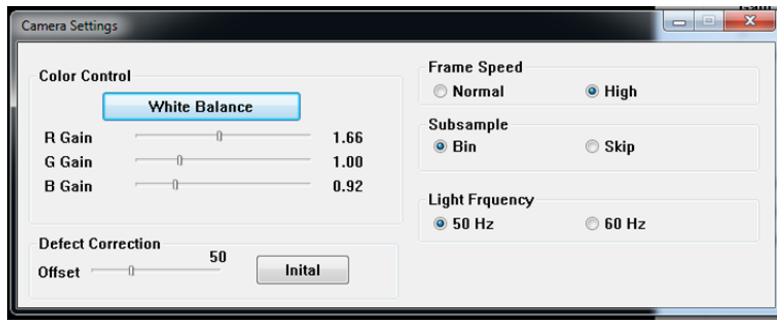 Camera Settings
Color Control
White Balance
R Gain 1.66
G Gain 1.00
B Gain 0.92
Defect Correction
50
Offset Inital
Frame Speed
Normal High
Subsample
Bin Skip
Light Frquency
50 Hz 60 Hz